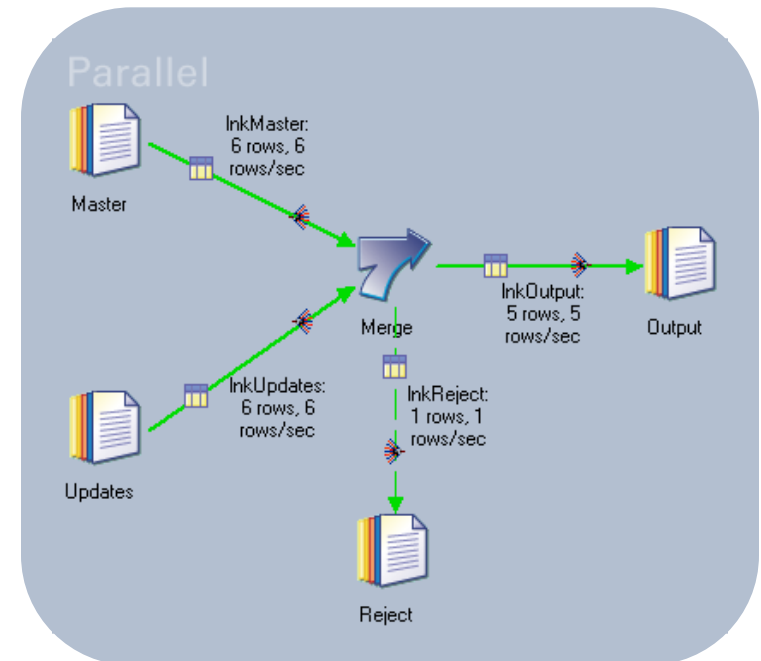 Parallel
lnkMaster:
6 rows, 6
rows/sec
Master
lnkOutput:
5 rows, 5
rows/sec
Merge
Output
lnkUpdates:
6 rows, 6
rows/sec
lnkReject:
1 rows, 1
rows/sec
Updates
Reject